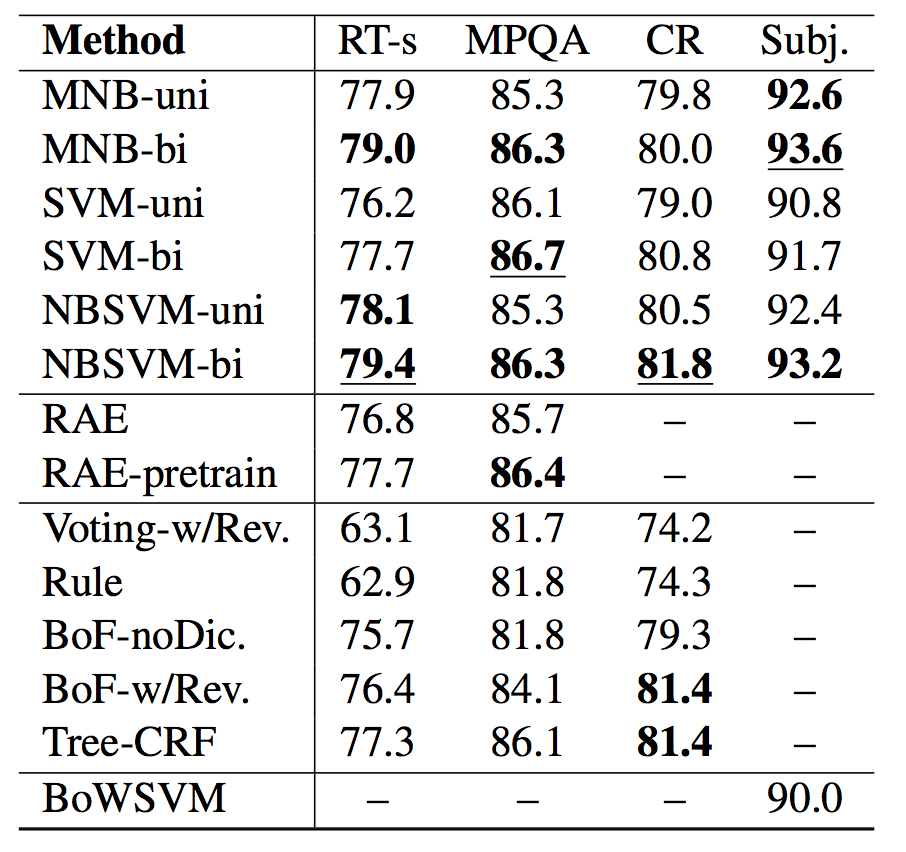 Method RT-s MPQA CR Subj.
MNB-uni 77.9 85.3 79.8 92.6
MNB-bi 79.0 86.3 80.0 93.6
SVM-uni 76.2 86.1 79.0 90.8
SVM-bi 77.7 86.7 80.8 91.7
NBSVM-uni 78.1 85.3 80.5 92.4
NBSVM-bi 79.4 86.3 81.8 93.2
RAE 76.8 85.7 – –
RAE-pretrain 77.7 86.4 – –
Voting-w/Rev. 63.1 81.7 74.2 –
Rule 62.9 81.8 74.3 –
BoF-noDic. 75.7 81.8 79.3 –
BoF-w/Rev. 76.4 84.1 81.4 –
Tree-CRF 77.3 86.1 81.4 –
BoWSVM – – – 90.0